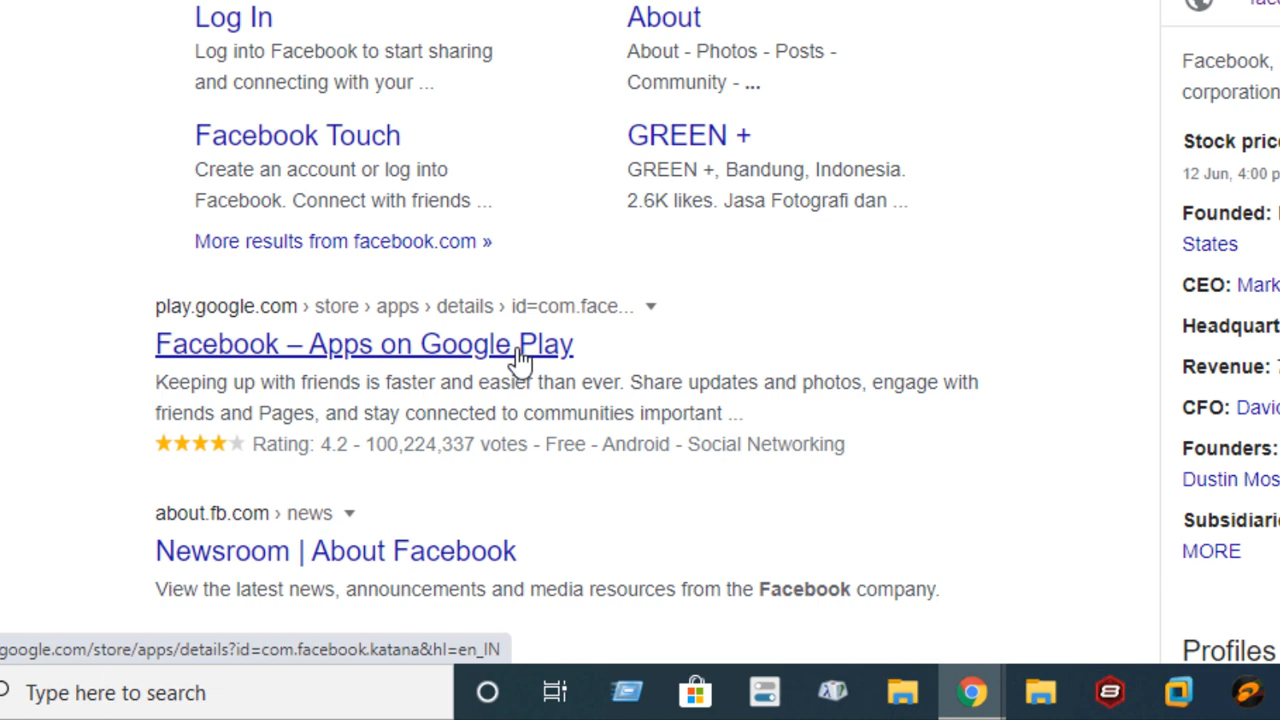 Log In
Log into Facebook to start sharing
and connecting with your ...
About
About - Photos - Posts -
Community - ...
Facebook Touch
Create an account or log into
Facebook. Connect with friends ...
GREEN +
GREEN +, Bandung, Indonesia.
2.6K likes. Jasa Fotografi dan ...
More results from facebook.com »
play.google.com › store › apps › details › id=com.face...
Facebook – Apps on Google Play
Keeping up with friends is faster and easier than ever. Share updates and photos, engage with
friends and Pages, and stay connected to communities important ...
Rating: 4.2 - 100,224,337 votes - Free - Android - Social Networking
about.fb.com › news
Newsroom | About Facebook
View the latest news, announcements and media resources from the Facebook company.
Facebook,
corporation
Stock price
12 Jun, 4:00 p
Founded:
States
CEO: Mark
Headquart
Revenue: 7
CFO: David
Founders:
Dustin Mos
Subsidiari
MORE
Profiles
google.com/store/apps/details?id=com.facebook.katana&hl=en_IN
Type here to search